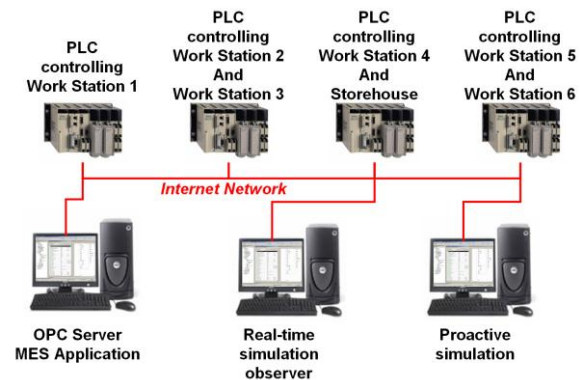 PLC
controlling
Work Station 1
PLC
controlling
Work Station 2
And
Work Station 3
PLC
controlling
Work Station 4
And
Storehouse
PLC
controlling
Work Station 5
And
Work Station 6
Internet Network
OPC Server
MES Application
Real-time
simulation
observer
Proactive
simulation